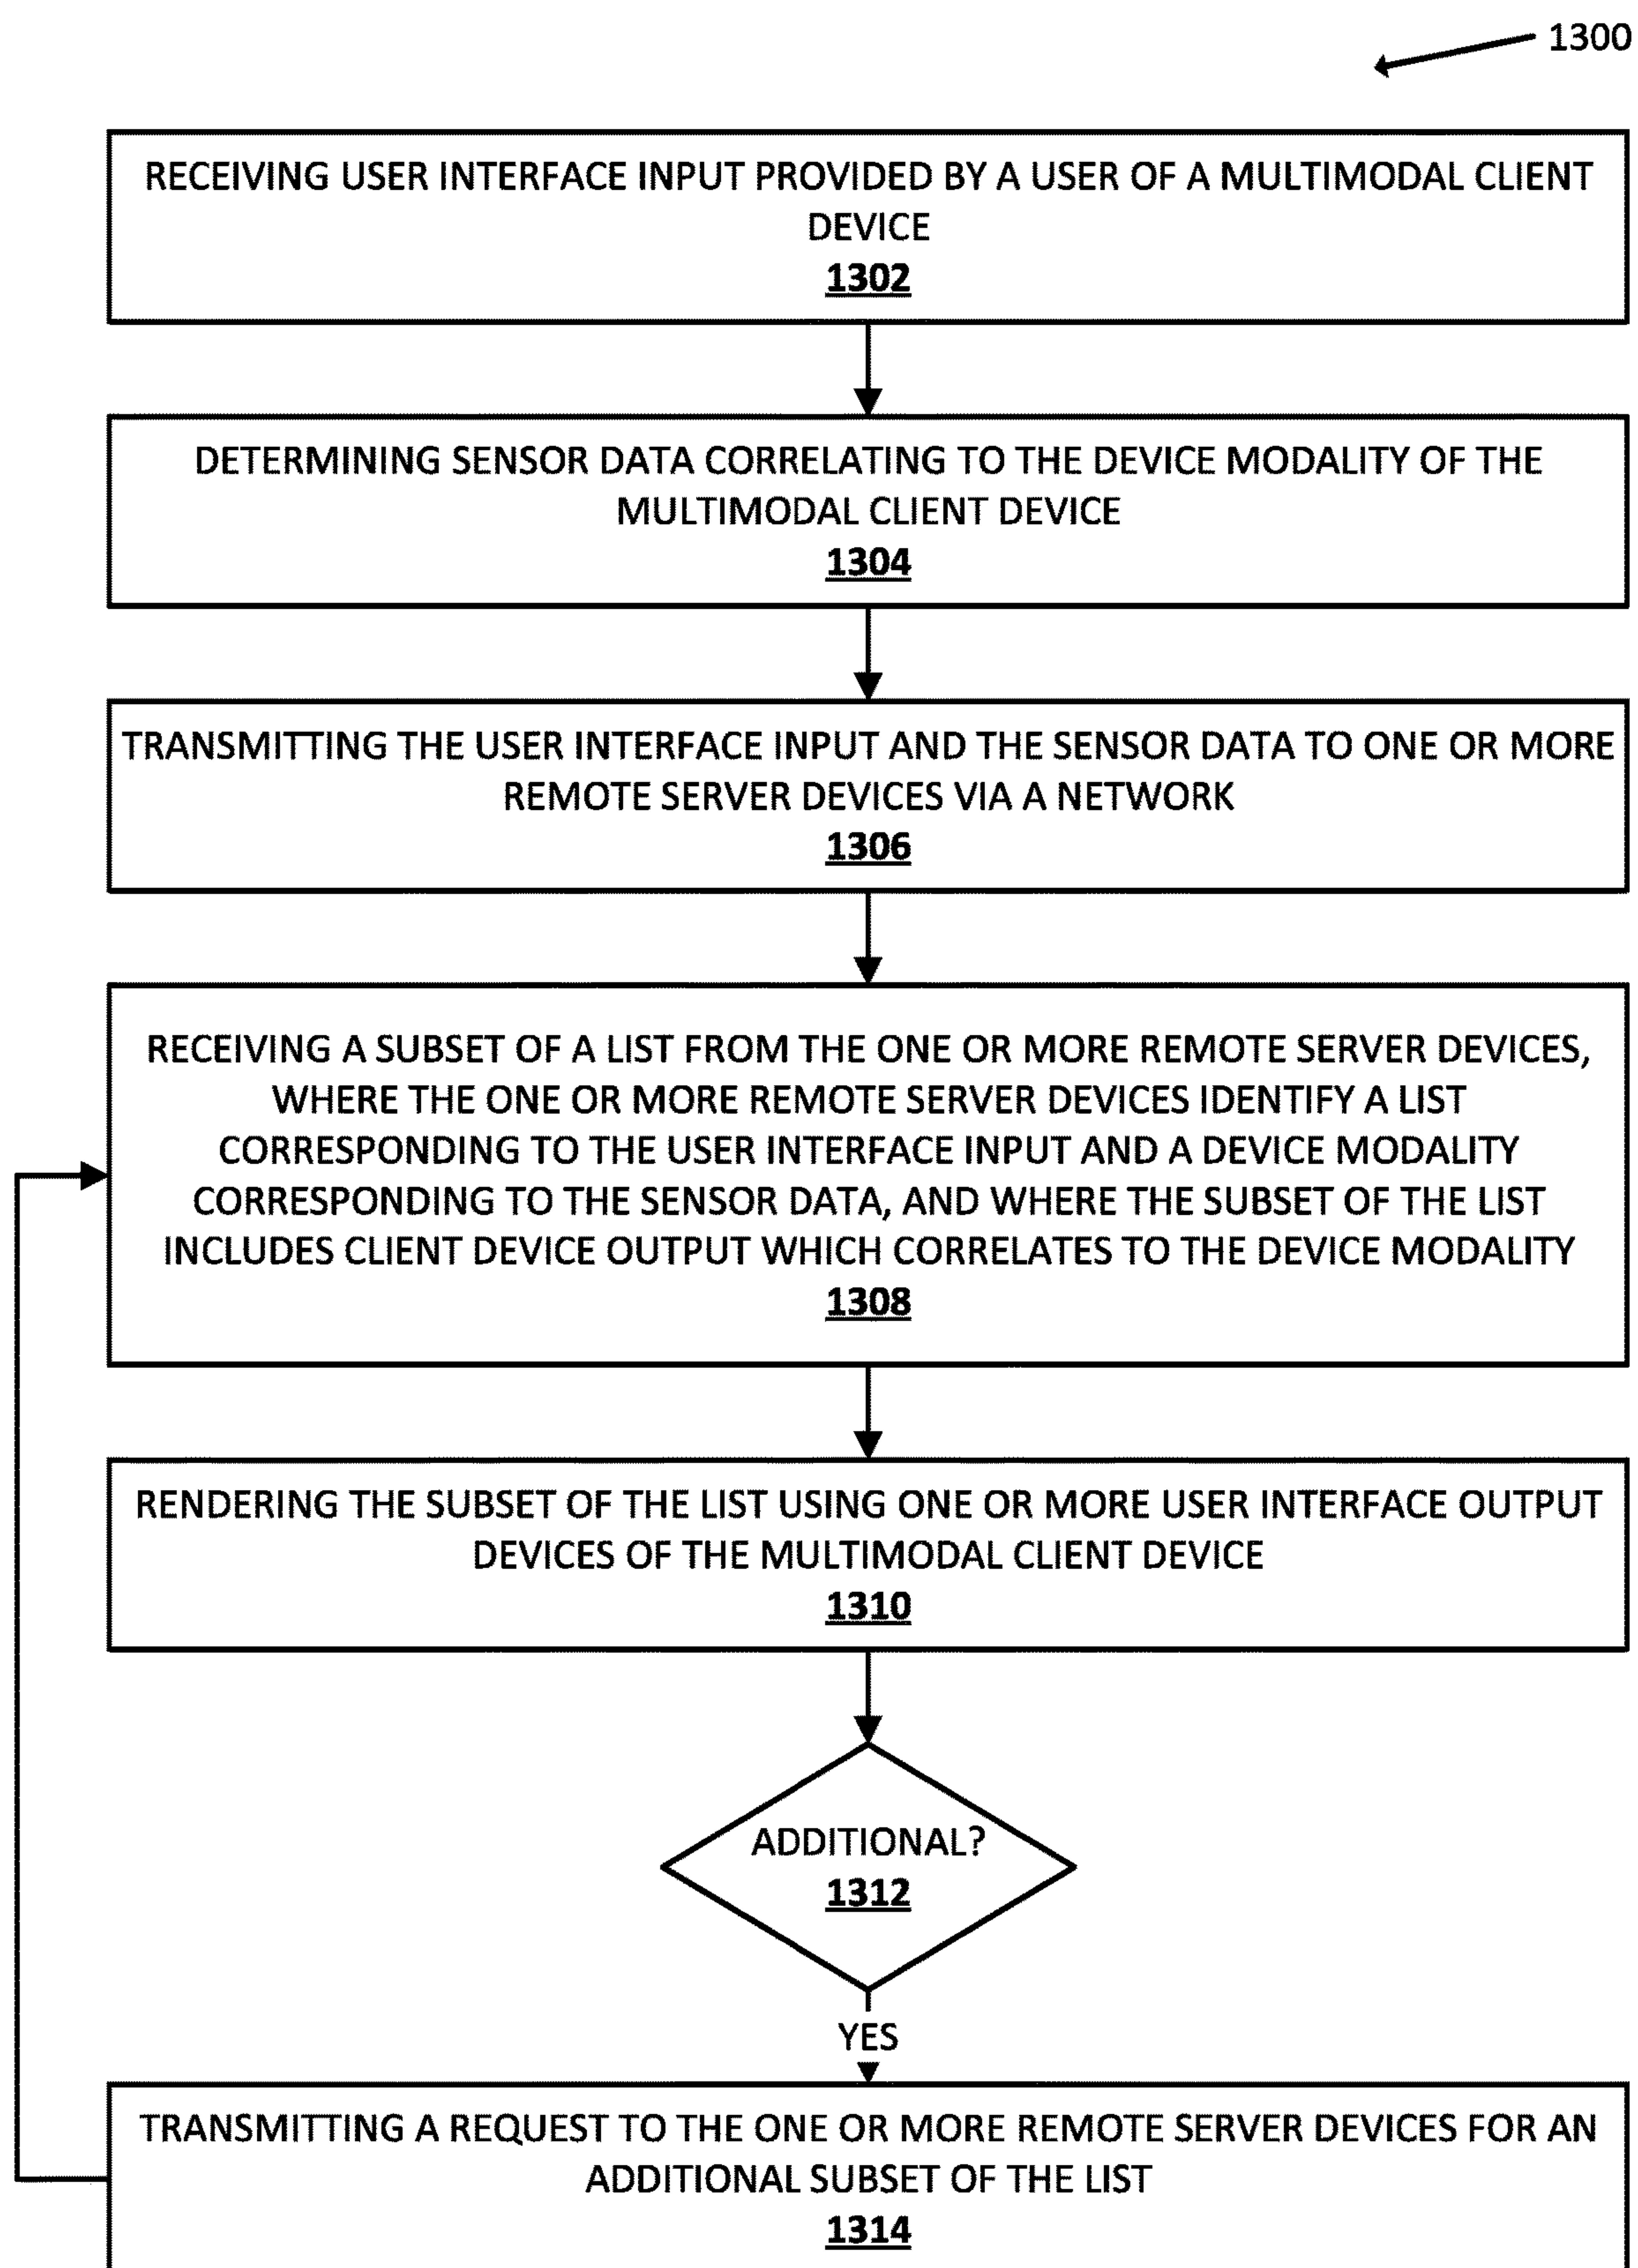 1300
RECEIVING USER INTERFACE INPUT PROVIDED BY A USER OF A MULTIMODAL CLIENT
DEVICE
1302
DETERMINING SENSOR DATA CORRELATING TO THE DEVICE MODALITY OF THE
MULTIMODAL CLIENT DEVICE
1304
TRANSMITTING THE USER INTERFACE INPUT AND THE SENSOR DATA TO ONE OR MORE
REMOTE SERVER DEVICES VIA A NETWORK
1306
RECEIVING A SUBSET OF A LIST FROM THE ONE OR MORE REMOTE SERVER DEVICES,
WHERE THE ONE OR MORE REMOTE SERVER DEVICES IDENTIFY A LIST
CORRESPONDING TO THE USER INTERFACE INPUT AND A DEVICE MODALITY
CORRESPONDING TO THE SENSOR DATA, AND WHERE THE SUBSET OF THE LIST
INCLUDES CLIENT DEVICE OUTPUT WHICH CORRELATES TO THE DEVICE MODALITY
1308
RENDERING THE SUBSET OF THE LIST USING ONE OR MORE USER INTERFACE OUTPUT
DEVICES OF THE MULTIMODAL CLIENT DEVICE
1310
ADDITIONAL?
1312
YES
TRANSMITTING A REQUEST TO THE ONE OR MORE REMOTE SERVER DEVICES FOR AN
ADDITIONAL SUBSET OF THE LIST
1314